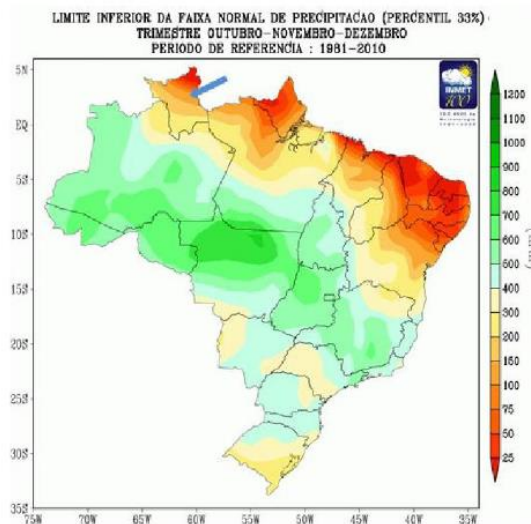 LIMITE INFERIOR DA FAIXA NORMAL DE PRECIPITACAO (PERCENTIL 33%)
TRIMESTRE OUTUBRO-NOVEMBRO-DEZEMBRO
PERIODO DE REFERENCIA : 1981-2010
INMET
100
5N
EQ
5S
10S
15S
20S
25S
30S
35S
75W 70W 65W 60W 55W 50W 45W 40W 35W
1200
1100
1000
900
800
700
600
500
400
300
200
150
100
75
50
25
(mm)